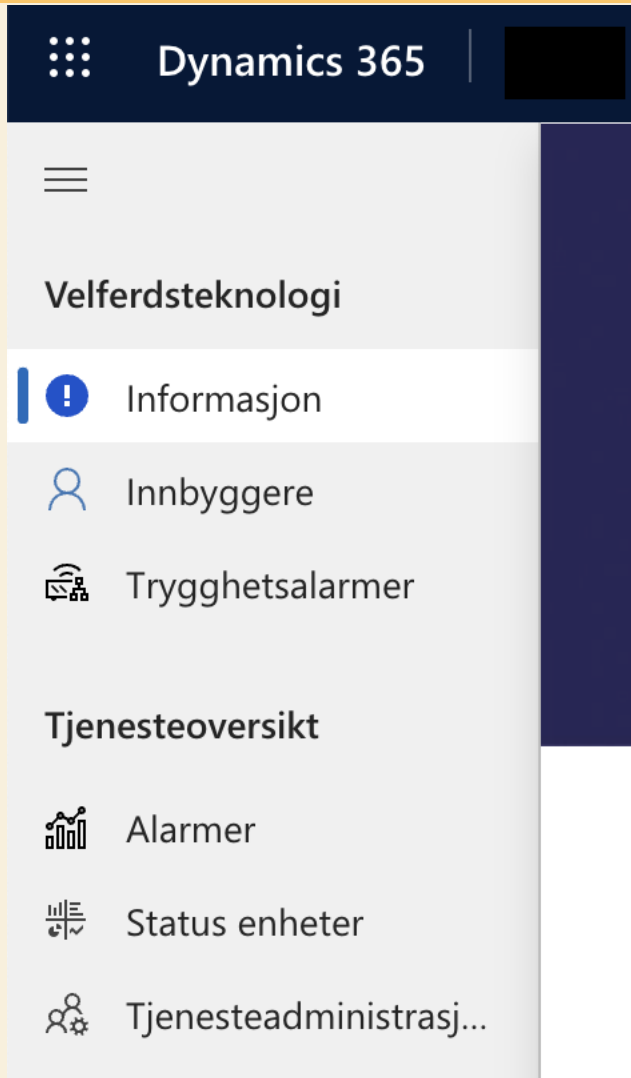 Dynamics 365
Velferdsteknologi
Informasjon
Innbyggere
Trygghetsalarmer
Tjenesteoversikt
Alarmer
Status enheter
Tjenesteadministrasj...